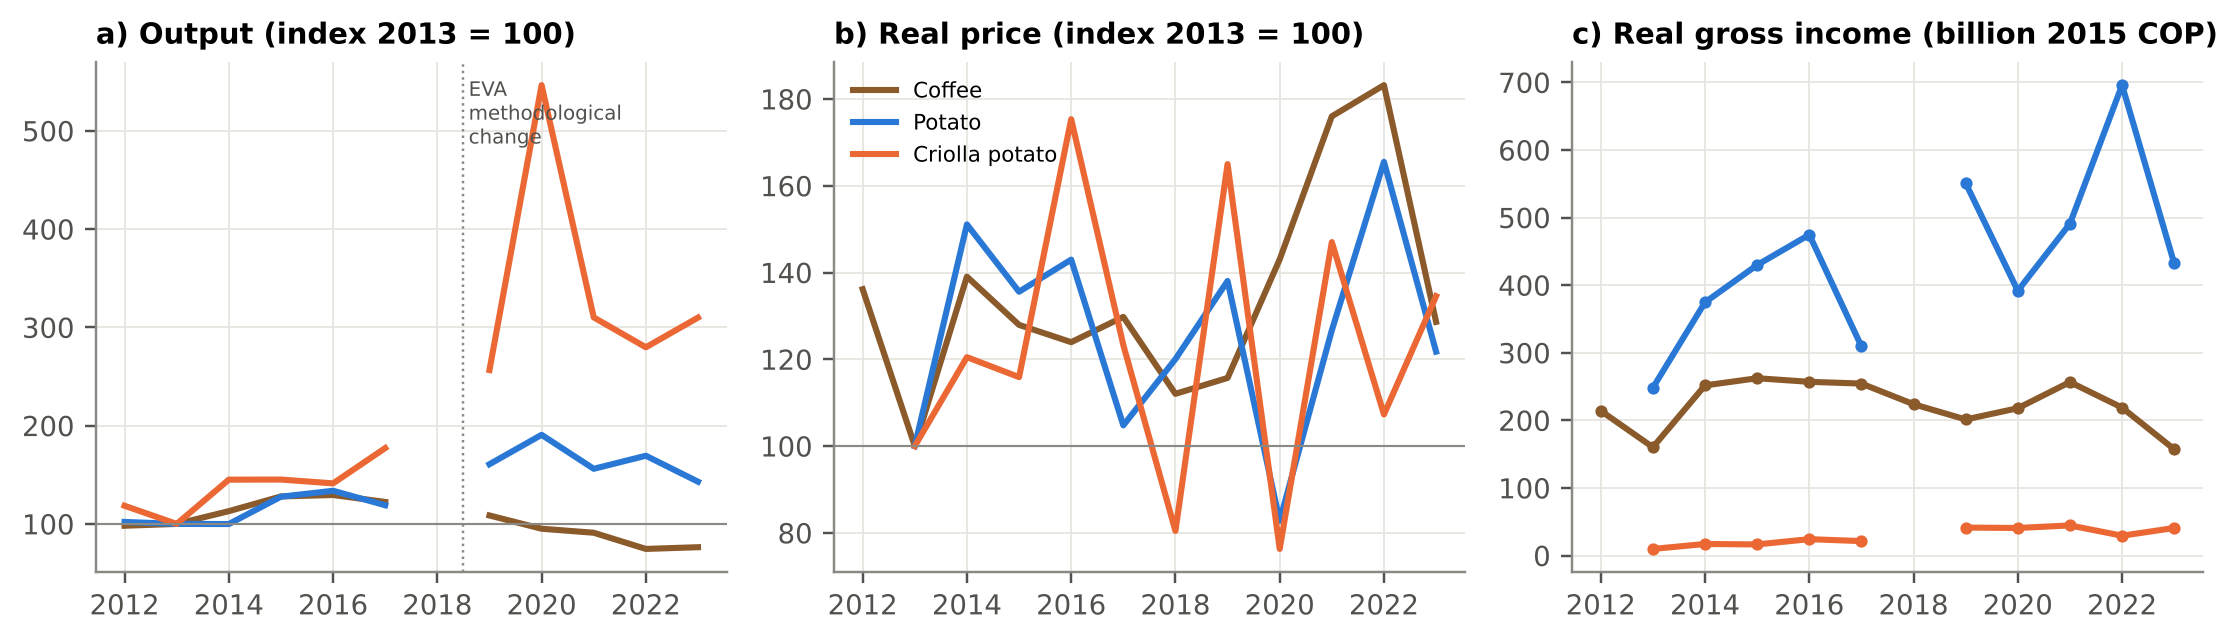 a) Output (index 2013 = 100)
500
400
300
200
100
EVA
methodological
change
2012 2014 2016 2018 2020 2022
b) Real price (index 2013 = 100)
180
160
140
120
100
80
Coffee
Potato
Criolla potato
2012 2014 2016 2018 2020 2022
c) Real gross income (billion 2015 COP)
700
600
500
400
300
200
100
0
2012 2014 2016 2018 2020 2022